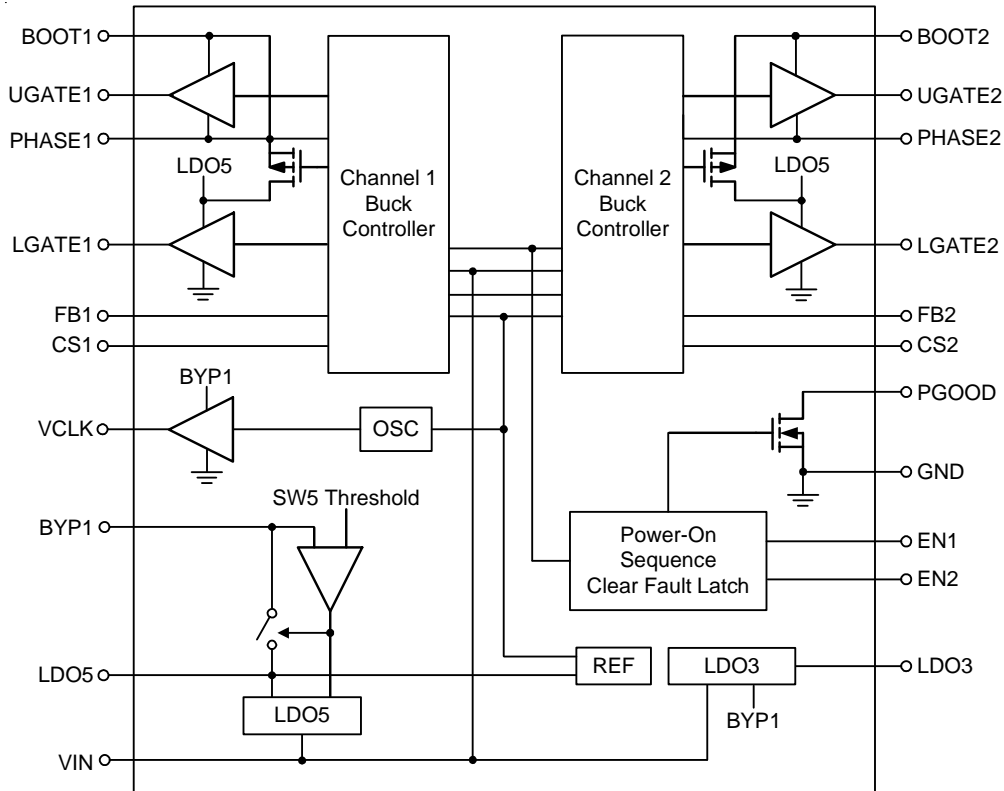 BOOT1
UGATE1
PHASE1
LDO5
LGATE1
FB1
CS1
Channel 1
Buck
Controller
Channel 2
Buck
Controller
BOOT2
UGATE2
PHASE2
LDO5
LGATE2
FB2
CS2
BYP1
VCLK
OSC
PGOOD
GND
SW5 Threshold
BYP1
Power-On
Sequence
Clear Fault Latch
EN1
EN2
LDO5
REF
LDO3
LDO3
LDO5
BYP1
VIN